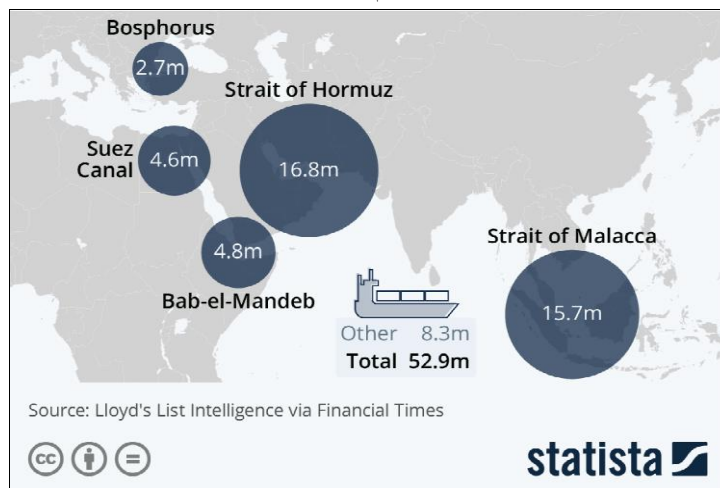 Bosphorus
2.7m
Strait of Hormuz
16.8m
Suez
Canal
4.6m
4.8m
Bab-el-Mandeb
Strait of Malacca
15.7m
Other 8.3m
Total 52.9m
Source: Lloyd's List Intelligence via Financial Times
cc
=
statista